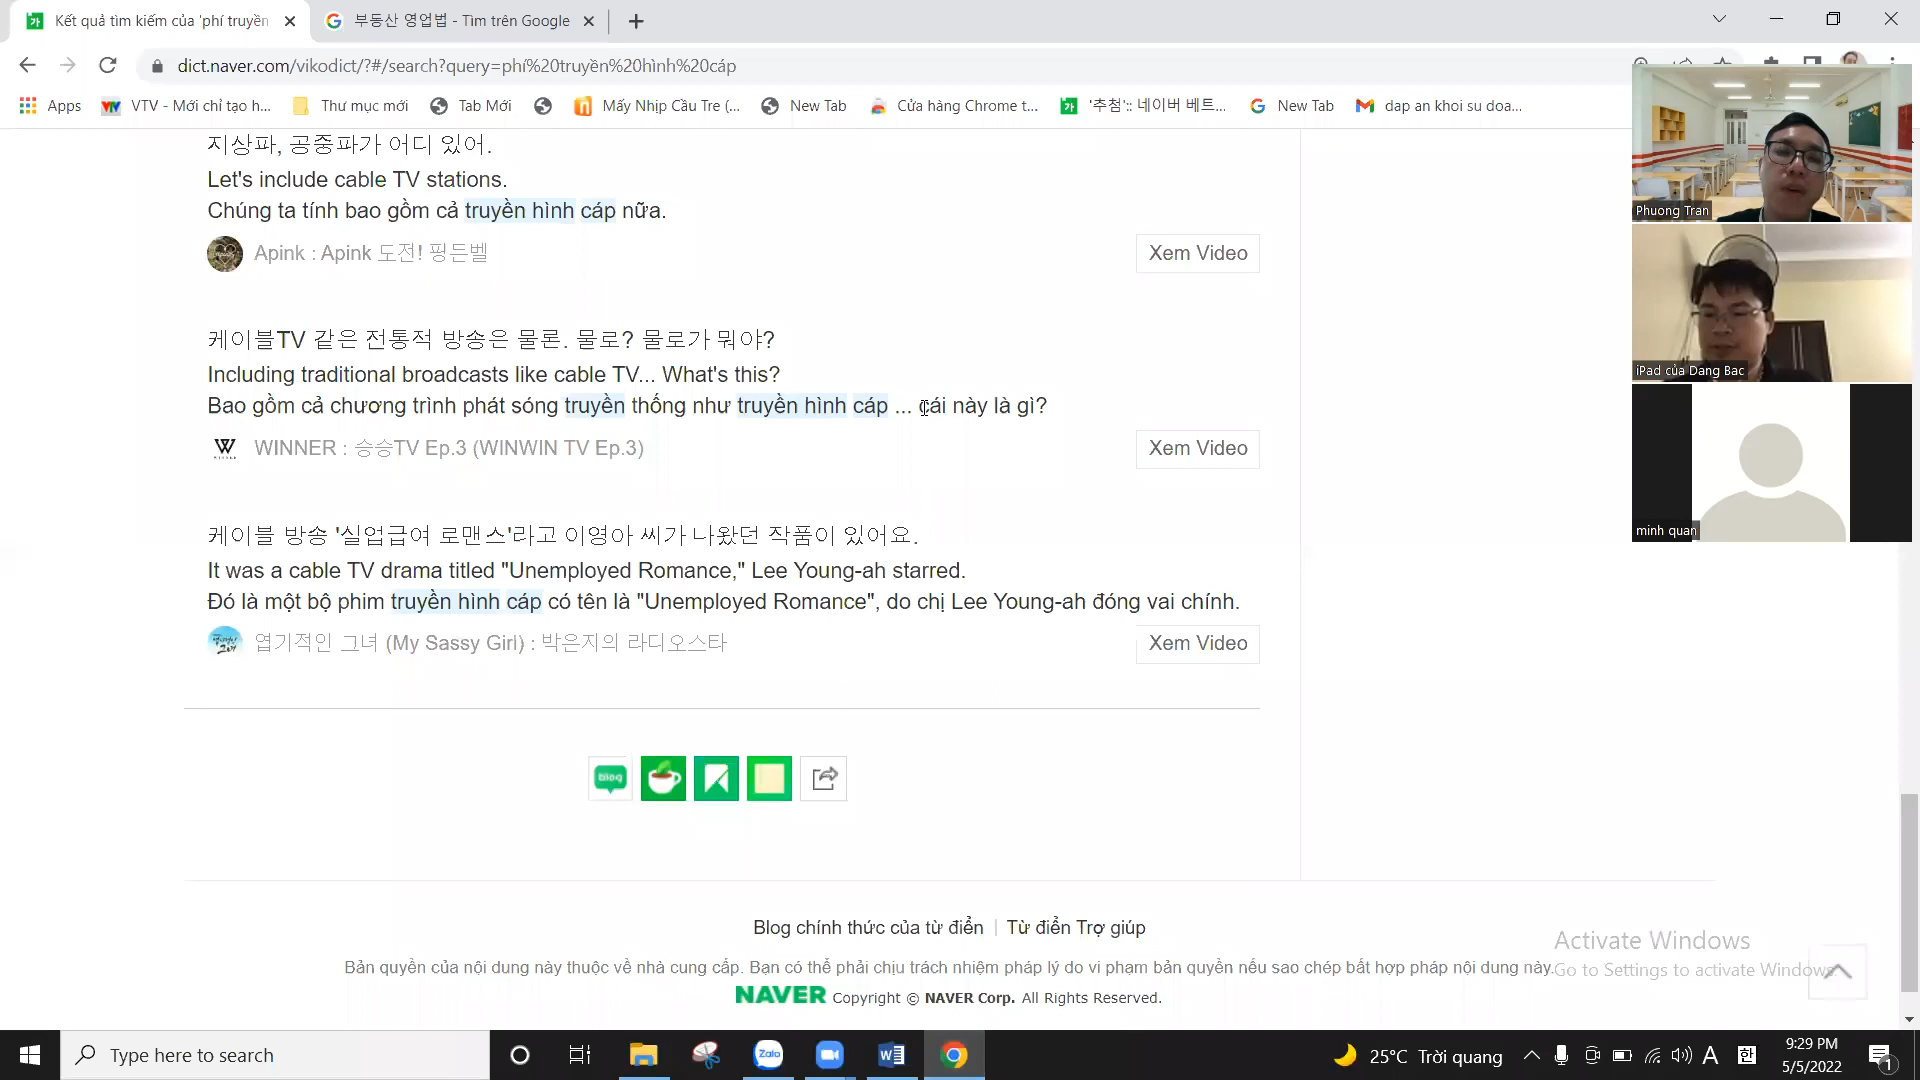 Kết quả tìm kiếm của 'phí truyền
부동산 영업법 - Tìm trên Google
dict.naver.com/vikodict/?#/search?query=phí%20truyền%20hình%20cáp
Apps
VTV - Mới chỉ tạo h...
Thư mục mới
Tab Mới
Mấy Nhịp Cầu Tre (...
New Tab
Cửa hàng Chrome t...
'추첨':: 네이버 베트...
New Tab
dap an khoi su doa...
지상파, 공중파가 어디 있어.
Let's include cable TV stations.
Chúng ta tính bao gồm cả truyền hình cáp nữa.
Apink : Apink 도전! 핑든벨
Xem Video
케이블TV 같은 전통적 방송은 물론. 물로? 물로가 뭐야?
Including traditional broadcasts like cable TV... What's this?
Bao gồm cả chương trình phát sóng truyền thống như truyền hình cáp ... cái này là gì?
WINNER : 승승TV Ep.3 (WINWIN TV Ep.3)
Xem Video
케이블 방송 '실업급여 로맨스'라고 이영아 씨가 나왔던 작품이 있어요.
It was a cable TV drama titled "Unemployed Romance," Lee Young-ah starred.
Đó là một bộ phim truyền hình cáp có tên là "Unemployed Romance", do chị Lee Young-ah đóng vai chính.
엽기적인 그녀 (My Sassy Girl) : 박은지의 라디오스타
Xem Video
blog
Blog chính thức của từ điển | Từ điển Trợ giúp
Bản quyền của nội dung này thuộc về nhà cung cấp. Bạn có thể phải chịu trách nhiệm pháp lý do vi phạm bản quyền nếu sao chép bất hợp pháp nội dung này.
NAVER Copyright © NAVER Corp. All Rights Reserved.
Phuong Tran
iPad của Dang Bac
minh quan
Activate Windows
Go to Settings to activate Windows.
Type here to search
Zalo
25°C Trời quang
A
한
9:29 PM
5/5/2022
1